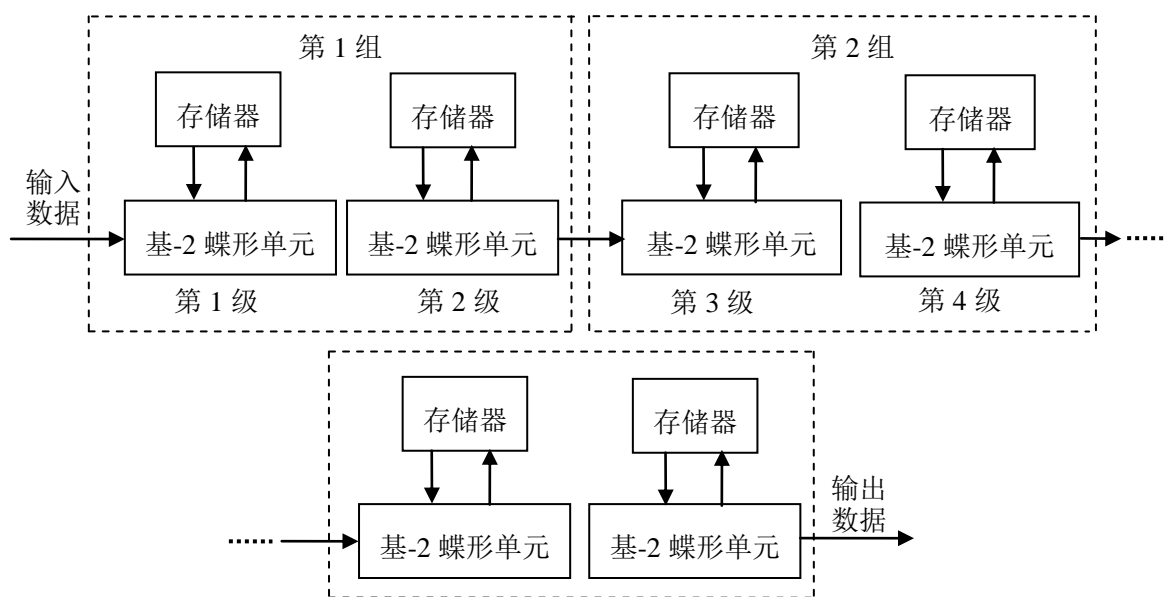 第 1 组
第 2 组
存储器
存储器
存储器
存储器
输入
数据
基-2 蝶形单元
基-2 蝶形单元
基-2 蝶形单元
基-2 蝶形单元
第 1 级
第 2 级
第 3 级
第 4 级
存储器
存储器
输出
数据
基-2 蝶形单元
基-2 蝶形单元